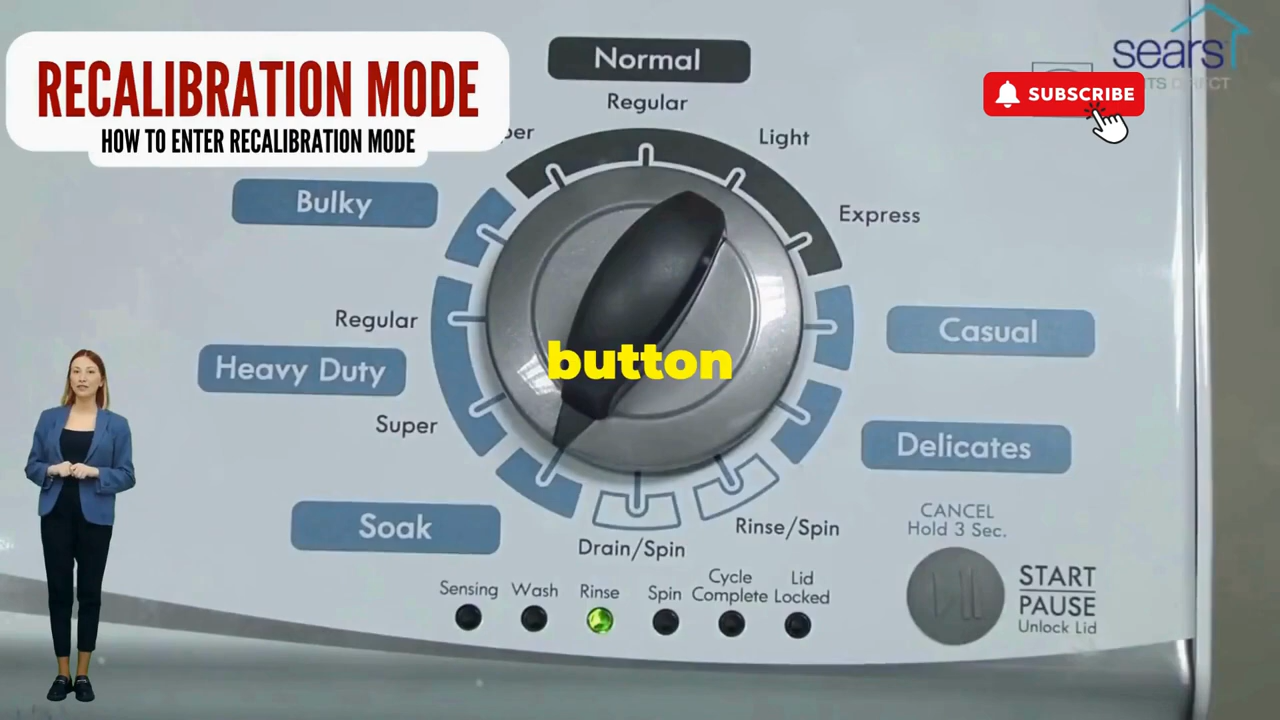 RECALIBRATION MODE
HOW TO ENTER RECALIBRATION MODE
sears
DIRECT
SUBSCRIBE
Normal
Regular
Light
Express
Bulky
Regular
Heavy Duty
Super
Soak
button
Casual
Delicates
Rinse/Spin
Drain/Spin
CANCEL
Hold 3 Sec.
START
PAUSE
Unlock Lid
Sensing
Wash
Rinse
Spin
Cycle
Complete
Lid
Locked